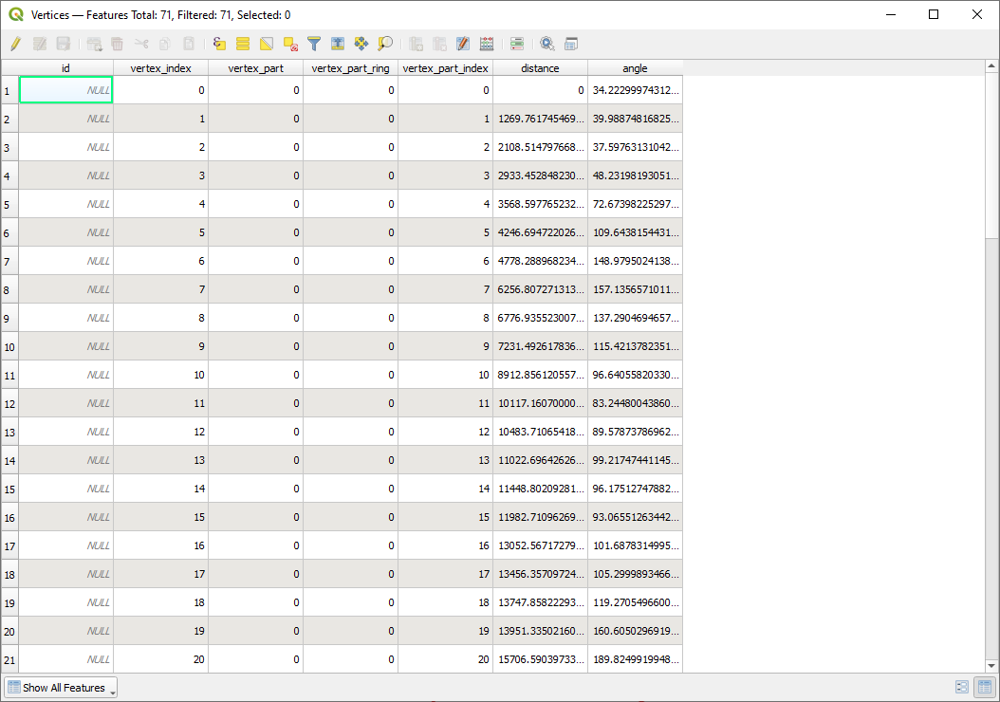 Vertices — Features Total: 71, Filtered: 71, Selected: 0
id vertex_index vertex_part vertex_part_ring vertex_part_index distance angle
1 NULL 0 0 0 0 0 34.22299974312...
2 NULL 1 0 0 1 1269.761745469... 39.98874816825...
3 NULL 2 0 0 2 2108.514797668... 37.59763131042...
4 NULL 3 0 0 3 2933.452848230... 48.23198193051...
5 NULL 4 0 0 4 3568.597765232... 72.67398225297...
6 NULL 5 0 0 5 4246.694722026... 109.6438154431...
7 NULL 6 0 0 6 4778.288968234... 148.9795024138...
8 NULL 7 0 0 7 6256.807271313... 157.1356571011...
9 NULL 8 0 0 8 6776.935523007... 137.2904694657...
10 NULL 9 0 0 9 7231.492617836... 115.4213782351...
11 NULL 10 0 0 10 8912.856120557... 96.64055820330...
12 NULL 11 0 0 11 10117.16070000... 83.24480043860...
13 NULL 12 0 0 12 10483.71065418... 89.57873786962...
14 NULL 13 0 0 13 11022.69642626... 99.21747441145...
15 NULL 14 0 0 14 11448.80209281... 96.17512747882...
16 NULL 15 0 0 15 11982.71096269... 93.06551263442...
17 NULL 16 0 0 16 13052.56717279... 101.6878314995...
18 NULL 17 0 0 17 13456.35709724... 105.2999893466...
19 NULL 18 0 0 18 13747.85822293... 119.2705496600...
20 NULL 19 0 0 19 13951.33502160... 160.6050296919...
21 NULL 20 0 0 20 15706.59039733... 189.8249919948...
Show All Features